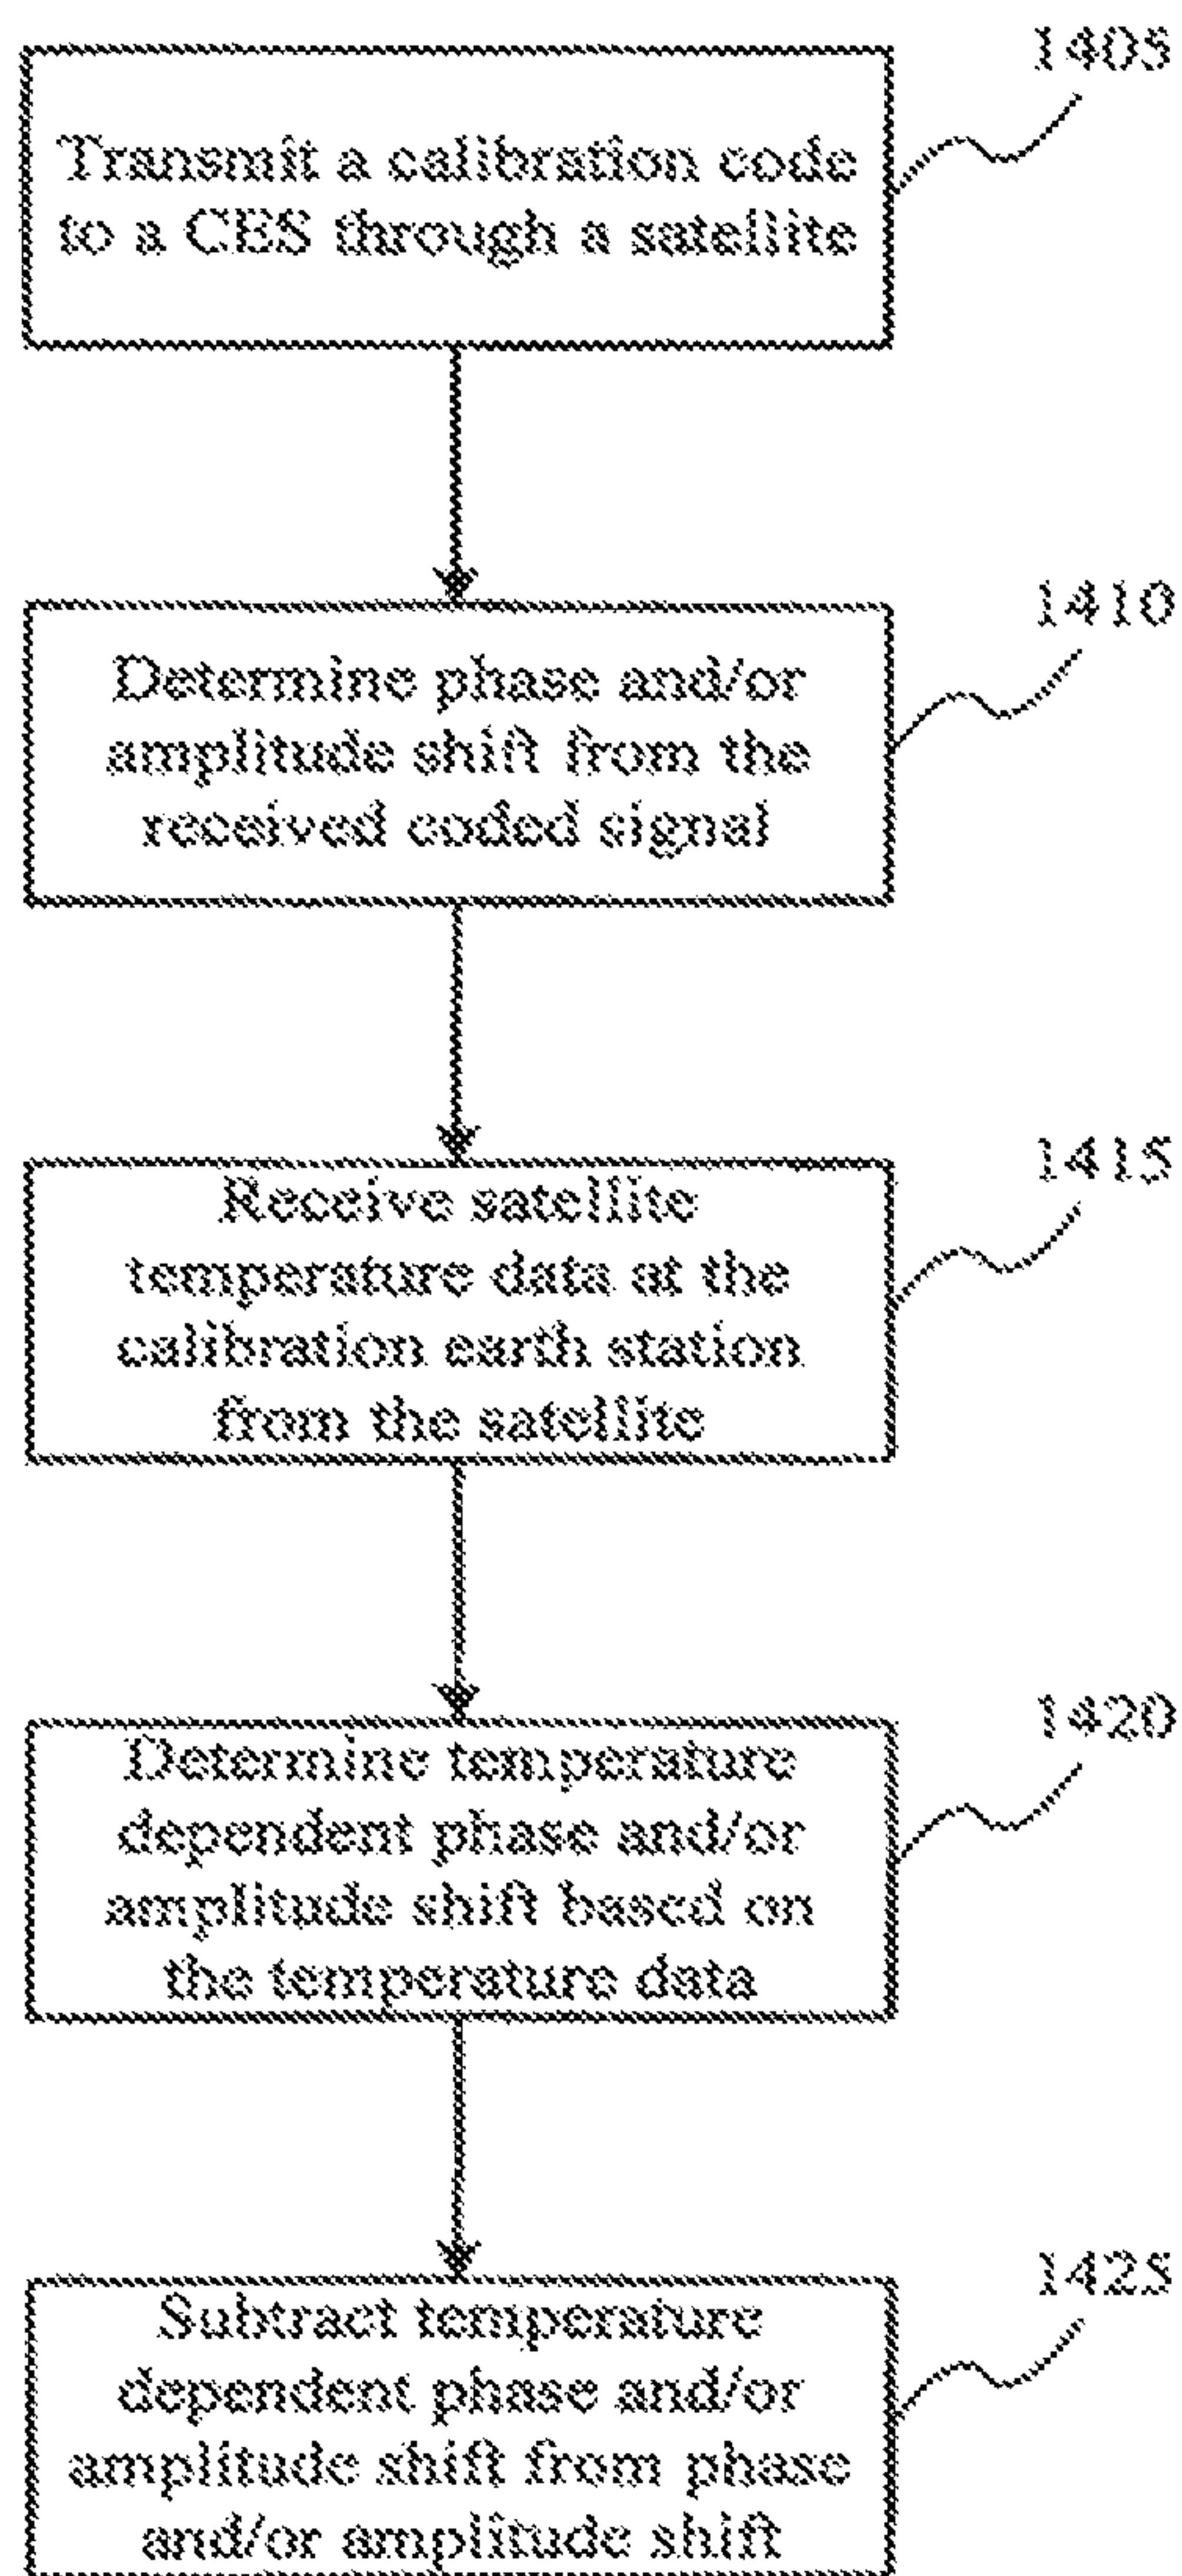 1405
Transmit a calibration code
to a CES through a satellite
1410
Determine phase and/or
amplitude shift from the
received coded signal
1415
Receive satellite
temperature data at the
calibration earth station
from the satellite
1420
Determine temperature
dependent phase and/or
amplitude shift based on
the temperature data
1425
Subtract temperature
dependent phase and/or
amplitude shift from phase
and/or amplitude shift